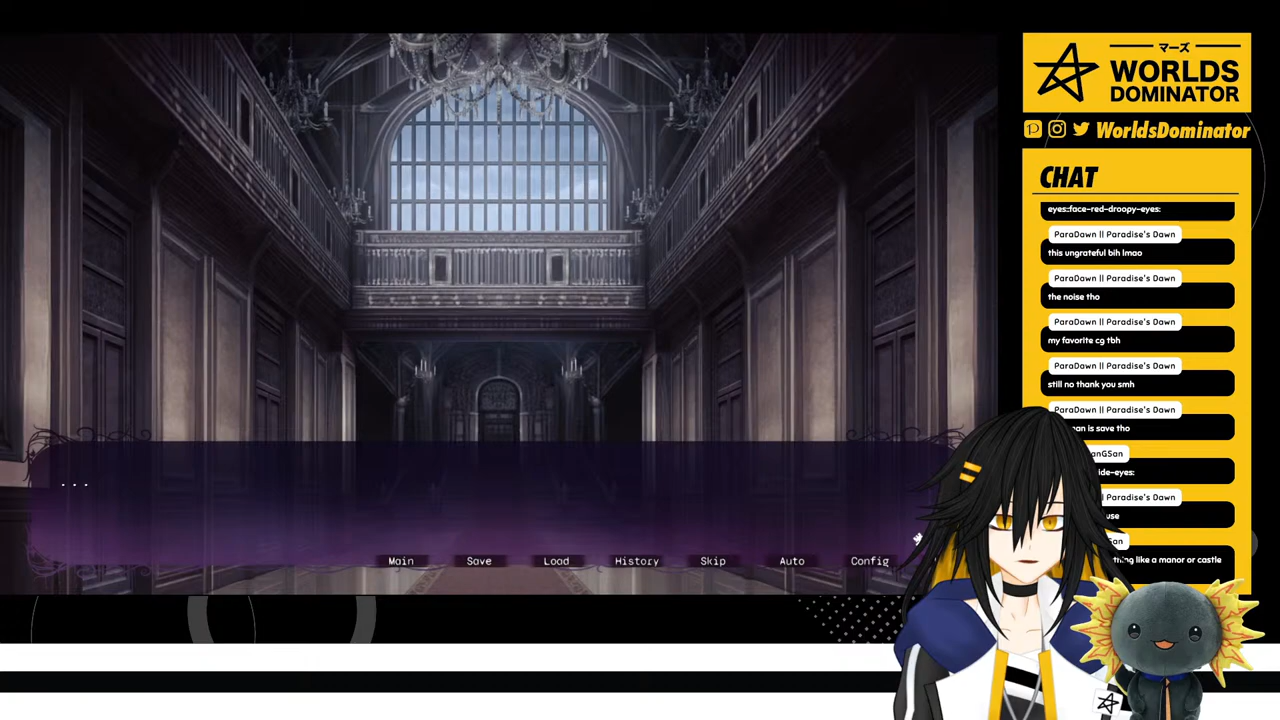 . . .
Main Save Load History Skip Auto Config
マーズ
WORLDS
DOMINATOR
WorldsDominator
CHAT
eyes:face-red-droopy-eyes:
ParaDawn || Paradise's Dawn
this ungrateful bih lmao
ParaDawn || Paradise's Dawn
the noise tho
ParaDawn || Paradise's Dawn
my favorite cg tbh
ParaDawn || Paradise's Dawn
still no thank you smh
ParaDawn || Paradise's Dawn
is save tho
|| Paradise's Dawn
like a manor or castle